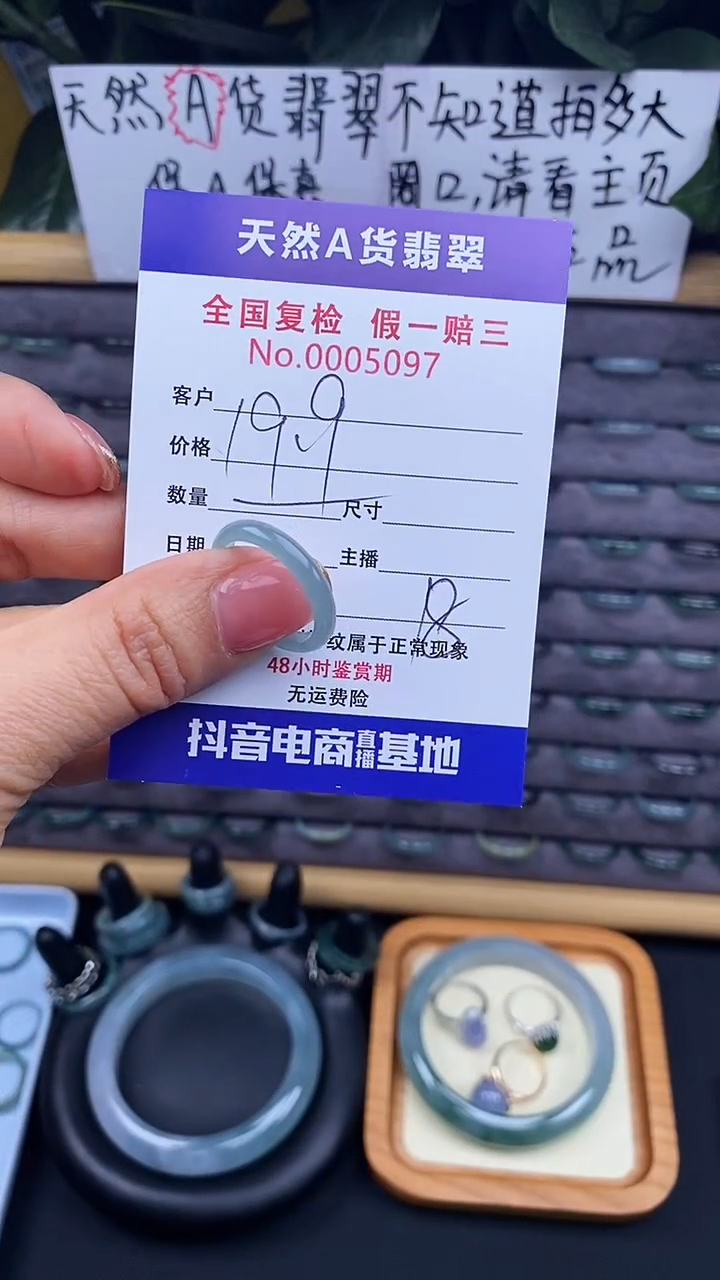 天然A货翡翠不知道拍多大
保A保真 圈口,请看主页
品
天然A货翡翠
全国复检 假一赔三
No.0005097
客户
199
价格
数量 尺寸
日期 主播
8
纹属于正常现象
48小时鉴赏期
无运费险
抖音电商直播基地